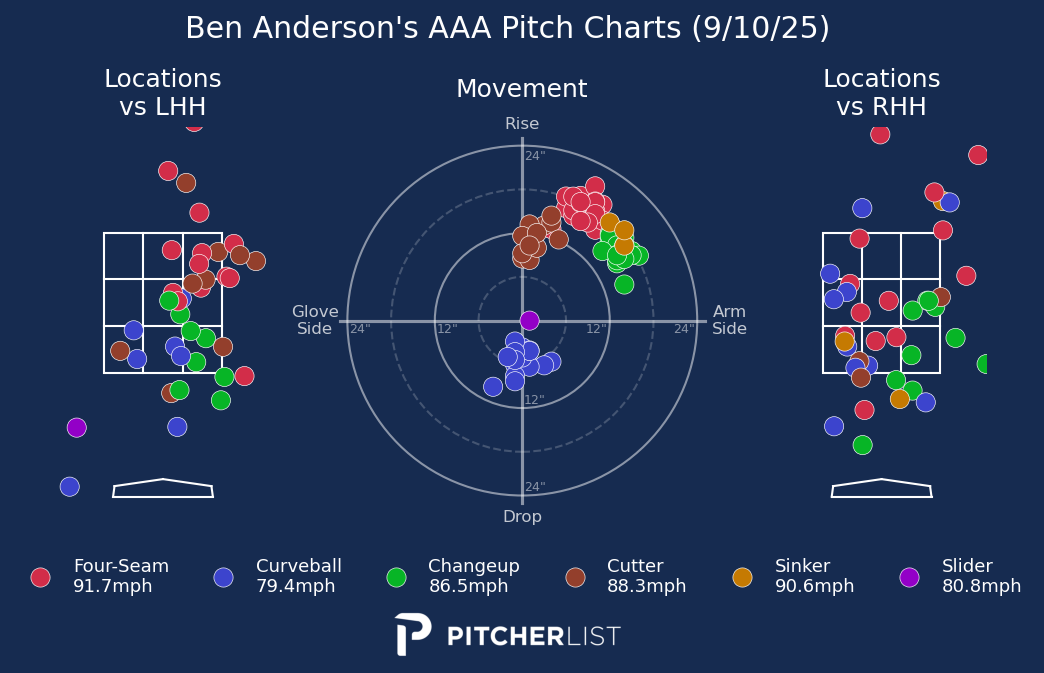 Ben Anderson's AAA Pitch Charts (9/10/25)
Locations
vs LHH
Movement
Locations
vs RHH
Rise
24"
Glove
Side
24"
12"
12"
24"
Arm
Side
12"
24"
Drop
Four-Seam
91.7mph
Curveball
79.4mph
Changeup
86.5mph
Cutter
88.3mph
Sinker
90.6mph
Slider
80.8mph
PITCHERLIST